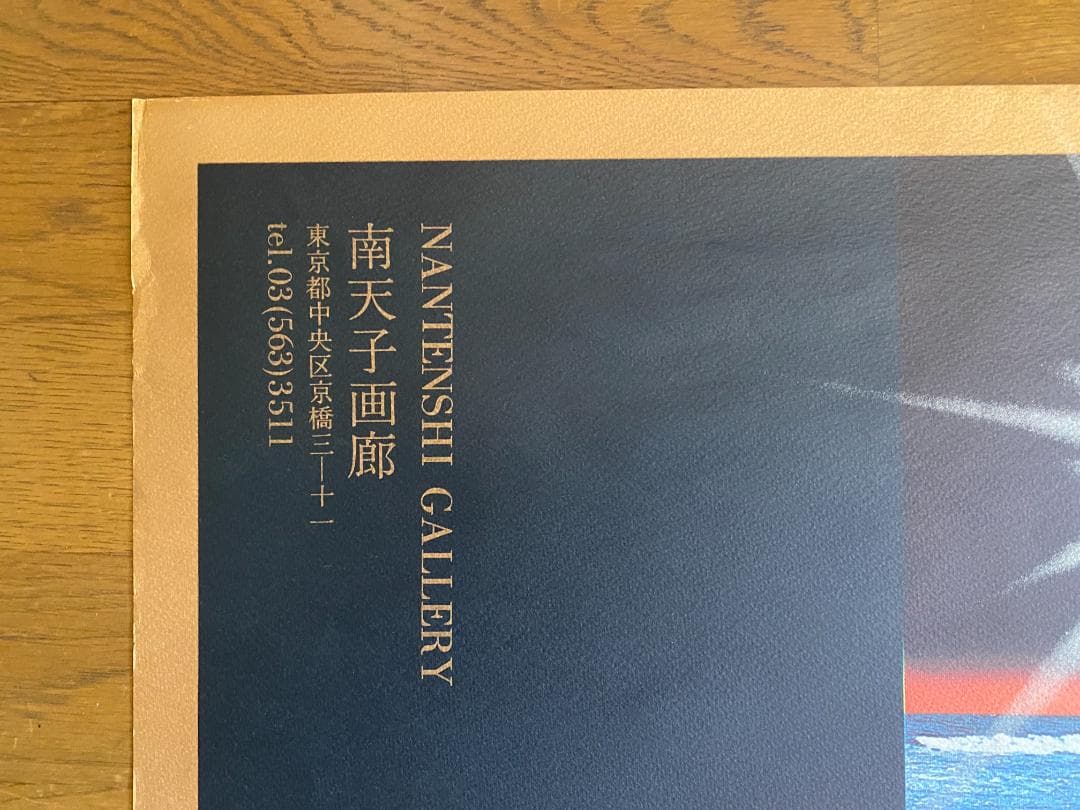 NANTENSHI GALLERY
南天子画廊
東京都中央区京橋三—十一
tel.03(563)3511